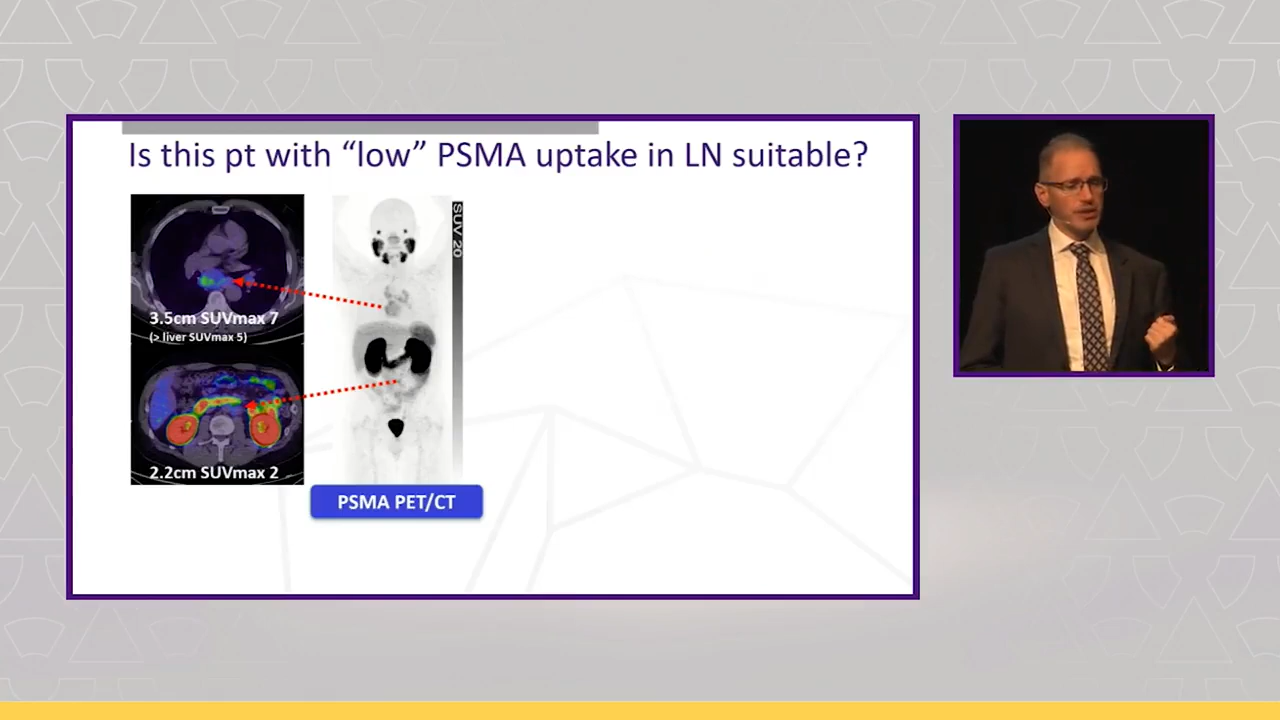 Is this pt with “low” PSMA uptake in LN suitable?
3.5cm SUVmax 7
(> liver SUVmax 5)
2.2cm SUVmax 2
SUV 20
PSMA PET/CT